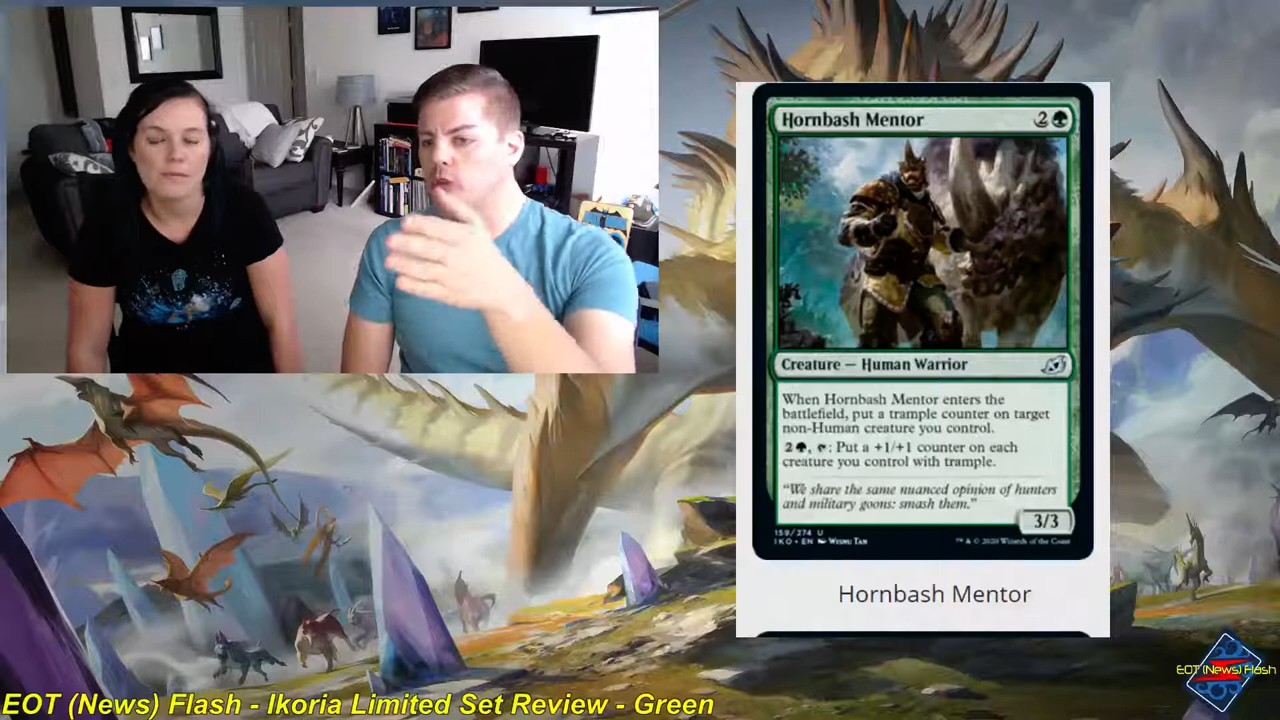 Hornbash Mentor 2
Creature — Human Warrior
When Hornbash Mentor enters the
battlefield, put a trample counter on target
non-Human creature you control.
2 , : Put a +1/+1 counter on each
creature you control with trample.
"We share the same nuanced opinion of hunters
and military goons: smash them."
3/3
159/274 U
IKO • EN Wisnu Tan
™ & © 2020 Wizards of the Coast
Hornbash Mentor
EOT (News) Flash
EOT (News) Flash - Ikoria Limited Set Review - Green